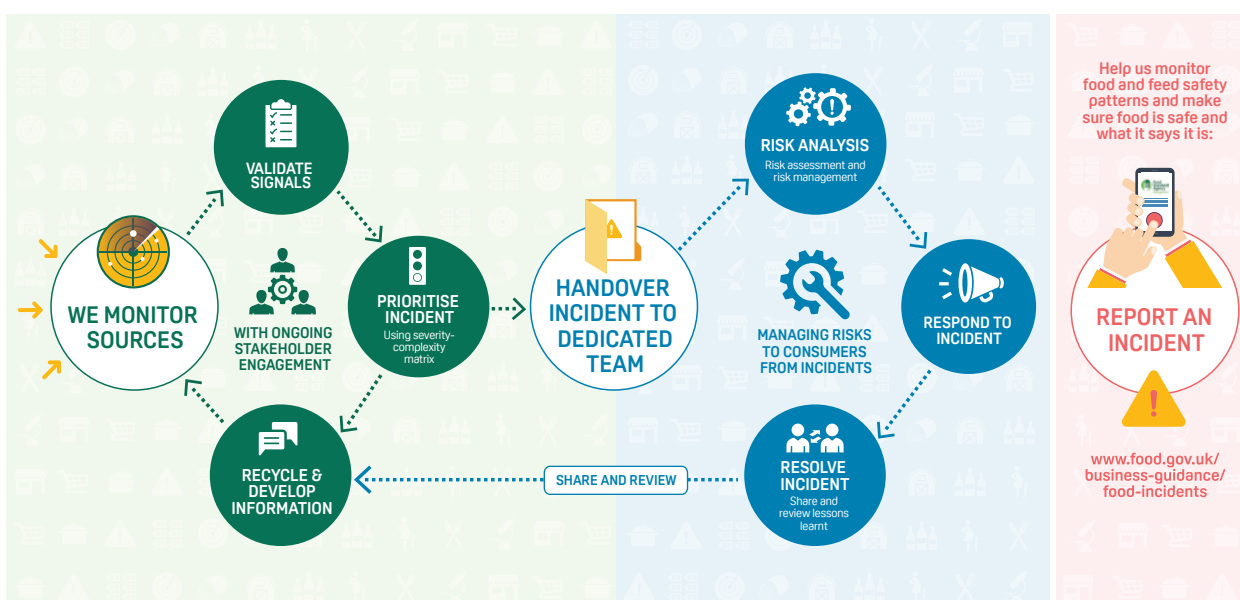 VALIDATE
SIGNALS
WE MONITOR
SOURCES
WITH ONGOING
STAKEHOLDER
ENGAGEMENT
PRIORITISE
INCIDENT
Using severity-
complexity
matrix
RECYCLE &
DEVELOP
INFORMATION
HANDOVER
INCIDENT TO
DEDICATED
TEAM
RISK ANALYSIS
Risk assessment and
risk management
MANAGING RISKS
TO CONSUMERS
FROM INCIDENTS
RESPOND TO
INCIDENT
RESOLVE
INCIDENT
Share and
review lessons
learnt
SHARE AND REVIEW
Help us monitor
food and feed safety
patterns and make
sure food is safe and
what it says it is:
REPORT AN
INCIDENT
www.food.gov.uk/
business-guidance/
food-incidents